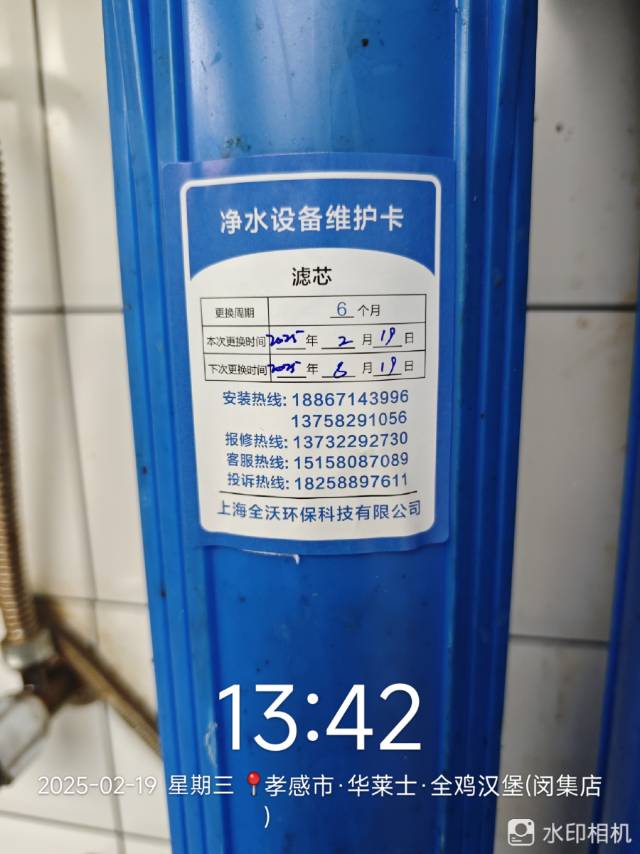 净水设备维护卡
滤芯
更换周期 6 个月
本次更换时间 2025 年 2 月 19 日
下次更换时间 2025 年 8 月 19 日
安装热线: 18867143996
13758291056
报修热线: 13732292730
客服热线: 15158087089
投诉热线: 18258897611
上海全沃环保科技有限公司
13:42
2025-02-19 星期三 孝感市·华莱士·全鸡汉堡(闵集店
)
水印相机